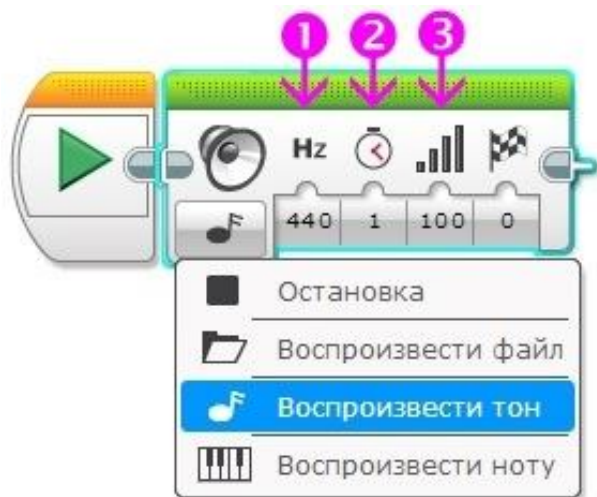 1 2 3
Hz
440 1 100 0
Остановка
Воспроизвести файл
Воспроизвести тон
Воспроизвести ноту